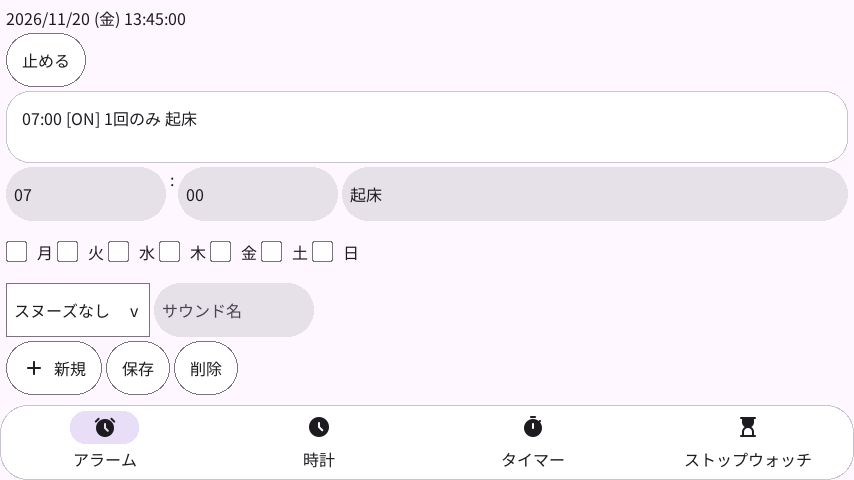 2026/11/20 (金) 13:45:00
止める
07:00 [ON] 1回のみ 起床
07 : 00 起床
月 火 水 木 金 土 日
スヌーズなし v サウンド名
+ 新規 保存 削除
アラーム 時計 タイマー ストップウォッチ